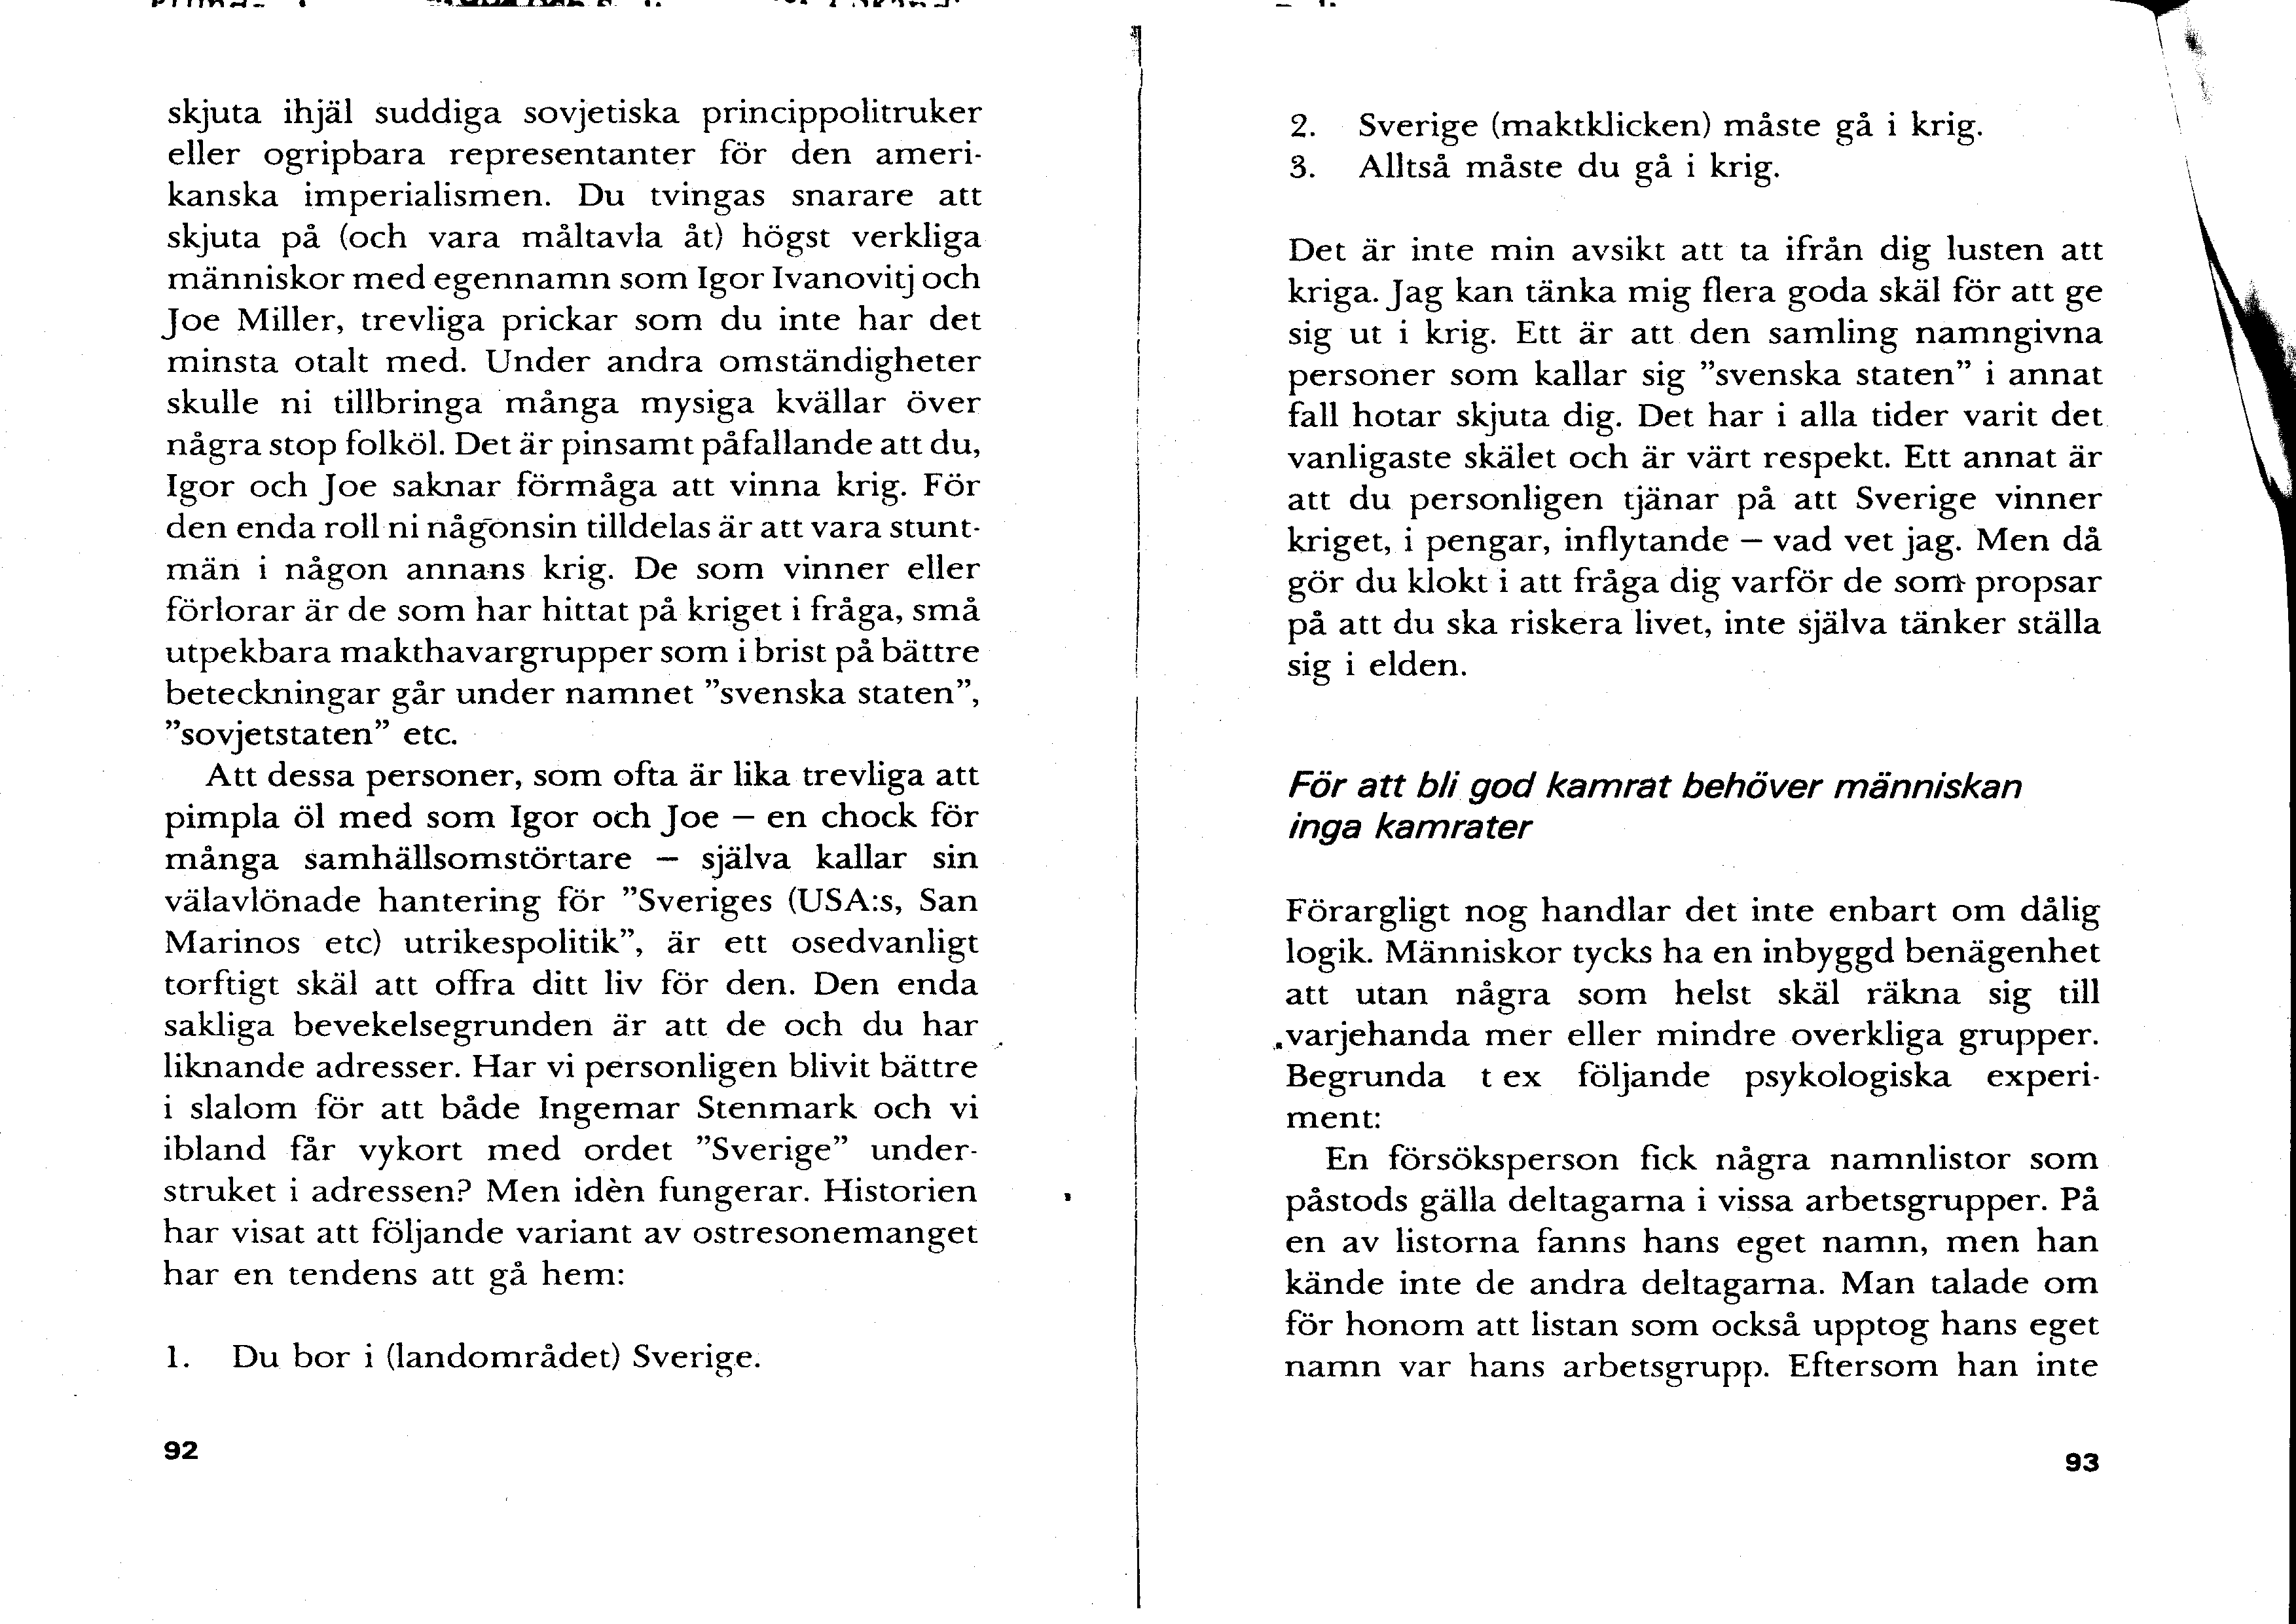 skjuta ihjäl suddiga sovjetiska princippolitruker
eller ogripbara representanter för den ameri-
kanska imperialismen. Du tvingas snarare att
skjuta på (och vara måltavla åt) högst verkliga
människor med egennamn som Igor Ivanovitj och
Joe Miller, trevliga prickar som du inte har det
minsta otalt med. Under andra omständigheter
skulle ni tillbringa många mysiga kvällar över
några stop folköl. Det är pinsamt påfallande att du,
Igor och Joe saknar förmåga att vinna krig. För
den enda roll ni någonsin tilldelas är att vara stunt-
män i någon annans krig. De som vinner eller
förlorar är de som har hittat på kriget i fråga, små
utpekbara makthavargrupper som i brist på bättre
beteckningar går under namnet ”svenska staten”,
”sovjetstaten” etc.
Att dessa personer, som ofta är lika trevliga att
pimpla öl med som Igor och Joe – en chock för
många samhällsomstörtare – själva kallar sin
välavlönade hantering för ”Sveriges (USA:s, San
Marinos etc) utrikespolitik”, är ett osedvanligt
torftigt skäl att offra ditt liv för den. Den enda
sakliga bevekelsegrunden är att de och du har
liknande adresser. Har vi personligen blivit bättre
i slalom för att både Ingemar Stenmark och vi
ibland får vykort med ordet ”Sverige” under-
struket i adressen? Men idèn fungerar. Historien
har visat att följande variant av ostresonemanget
har en tendens att gå hem:
1. Du bor i (landområdet) Sverige.
92
2. Sverige (maktklicken) måste gå i krig.
3. Alltså måste du gå i krig.
Det är inte min avsikt att ta ifrån dig lusten att
kriga. Jag kan tänka mig flera goda skäl för att ge
sig ut i krig. Ett är att den samling namngivna
personer som kallar sig ”svenska staten” i annat
fall hotar skjuta dig. Det har i alla tider varit det
vanligaste skälet och är värt respekt. Ett annat är
att du personligen tjänar på att Sverige vinner
kriget, i pengar, inflytande – vad vet jag. Men då
gör du klokt i att fråga dig varför de som propsar
på att du ska riskera livet, inte själva tänker ställa
sig i elden.
För att bli god kamrat behöver människan
inga kamrater
Förargligt nog handlar det inte enbart om dålig
logik. Människor tycks ha en inbyggd benägenhet
att utan några som helst skäl räkna sig till
varjehanda mer eller mindre overkliga grupper.
Begrunda t ex följande psykologiska experi-
ment:
En försöksperson fick några namnlistor som
påstods gälla deltagarna i vissa arbetsgrupper. På
en av listorna fanns hans eget namn, men han
kände inte de andra deltagarna. Man talade om
för honom att listan som också upptog hans eget
namn var hans arbetsgrupp. Eftersom han inte
93